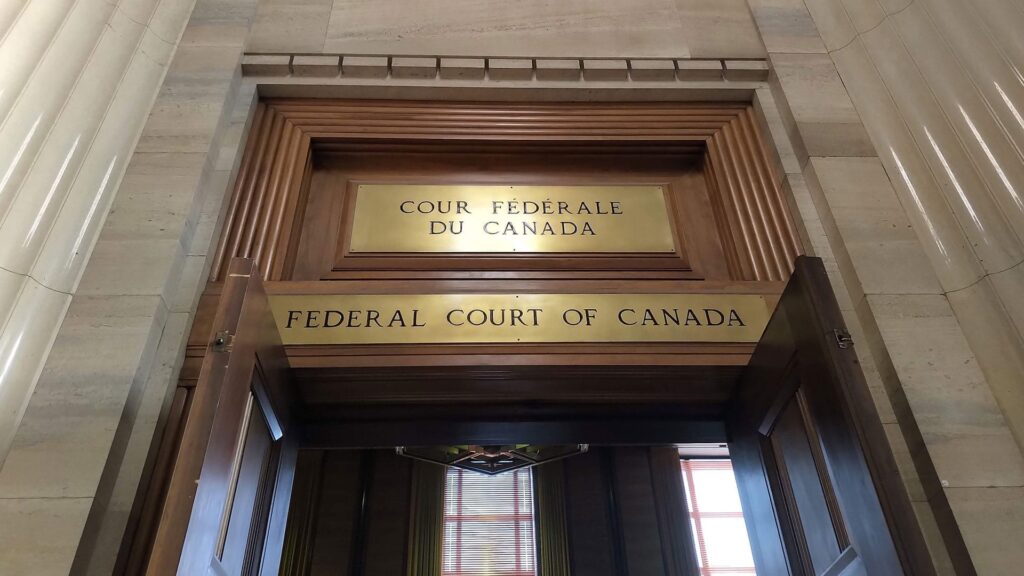 COUR FÉDÉRALE
DU CANADA
FEDERAL COURT OF CANADA